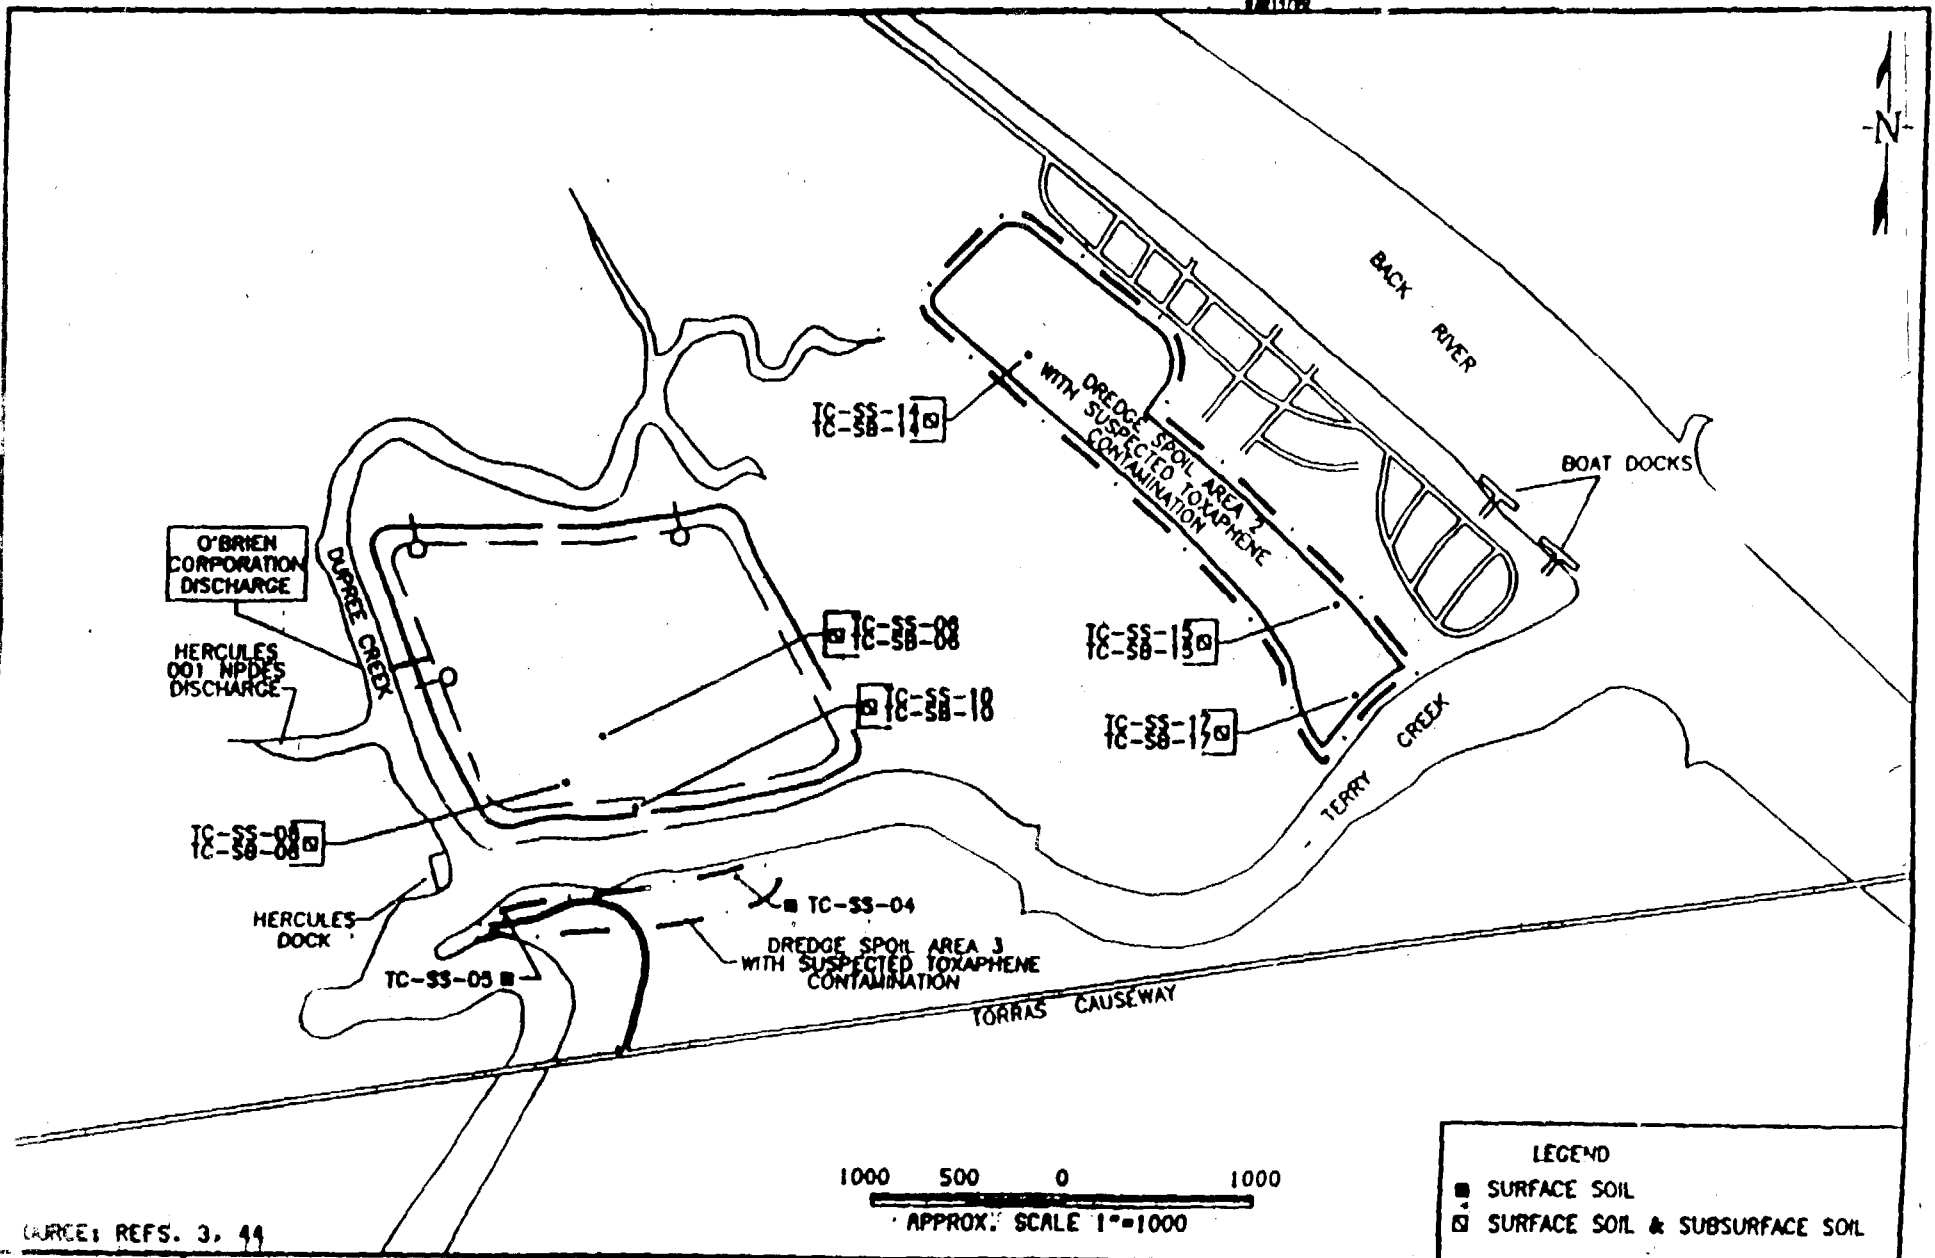 -N-
BACK
RIVER
BOAT DOCKS
DREDGE SPOIL AREA 2
WITH SUSPECTED TOXAPHENE
CONTAMINATION
TC-SS-14
TC-SB-14
O'BRIEN
CORPORATION
DISCHARGE
DUPREE CREEK
HERCULES
001 NPDES
DISCHARGE
TC-SS-06
TC-SB-06
TC-SS-10
TC-SB-10
TC-SS-15
TC-SB-15
TC-SS-17
TC-SB-17
TERRY
CREEK
TC-SS-08
TC-SB-08
HERCULES
DOCK
TC-SS-04
DREDGE SPOIL AREA 3
WITH SUSPECTED TOXAPHENE
CONTAMINATION
TC-SS-05
TORRAS CAUSEWAY
1000 500 0 1000
APPROX. SCALE 1"=1000
LEGEND
SURFACE SOIL
SURFACE SOIL & SUBSURFACE SOIL
REFS. 3, 44